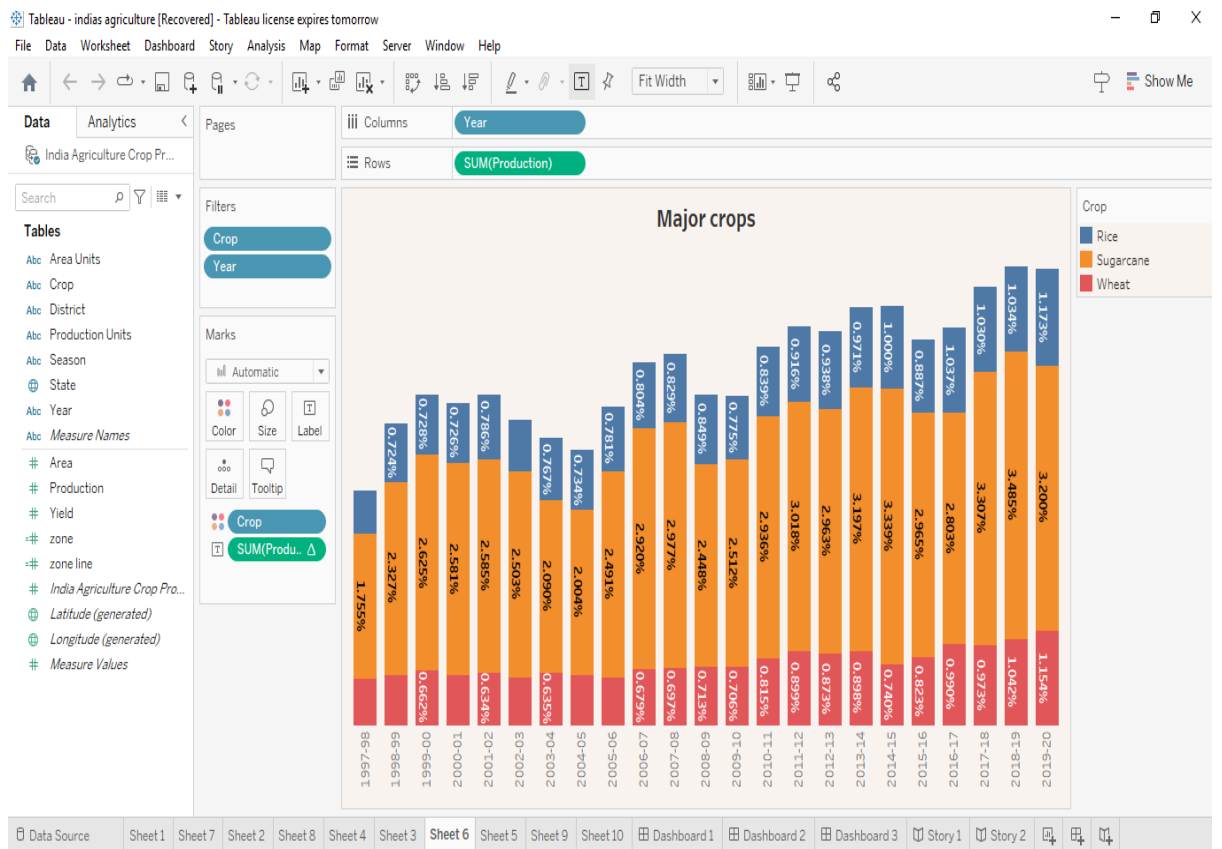 Tableau - indias agriculture [Recovered] - Tableau license expires tomorrow
File Data Worksheet Dashboard Story Analysis Map Format Server Window Help
Fit Width
Show Me
Data Analytics
India Agriculture Crop Pr...
Search
Tables
Abc Area Units
Abc Crop
Abc District
Abc Production Units
Abc Season
State
Abc Year
Abc Measure Names
# Area
# Production
# Yield
=# zone
=# zone line
# India Agriculture Crop Pro...
Latitude (generated)
Longitude (generated)
# Measure Values
Pages
Filters
Crop
Year
Marks
Automatic
Color Size Label
Detail Tooltip
Crop
SUM(Produ.. Δ
iii Columns Year
Rows SUM(Production)
Major crops
0.724% 0.728% 0.726% 0.786% 0.767% 0.734% 0.781% 0.804% 0.829% 0.849% 0.775% 0.839% 0.916% 0.938% 0.971% 1.000% 0.887% 1.037% 1.030% 1.034% 1.173%
1.755% 2.327% 2.625% 2.581% 2.585% 2.503% 2.090% 2.004% 2.491% 2.920% 2.977% 2.448% 2.512% 2.936% 3.018% 2.963% 3.197% 3.339% 2.965% 2.803% 3.307% 3.485% 3.200%
0.662% 0.634% 0.635% 0.679% 0.697% 0.713% 0.706% 0.815% 0.899% 0.873% 0.898% 0.740% 0.823% 0.990% 0.973% 1.042% 1.154%
1997-98 1998-99 1999-00 2000-01 2001-02 2002-03 2003-04 2004-05 2005-06 2006-07 2007-08 2008-09 2009-10 2010-11 2011-12 2012-13 2013-14 2014-15 2015-16 2016-17 2017-18 2018-19 2019-20
Crop
Rice
Sugarcane
Wheat
Data Source Sheet 1 Sheet 7 Sheet 2 Sheet 8 Sheet 4 Sheet 3 Sheet 6 Sheet 5 Sheet 9 Sheet 10 Dashboard 1 Dashboard 2 Dashboard 3 Story 1 Story 2